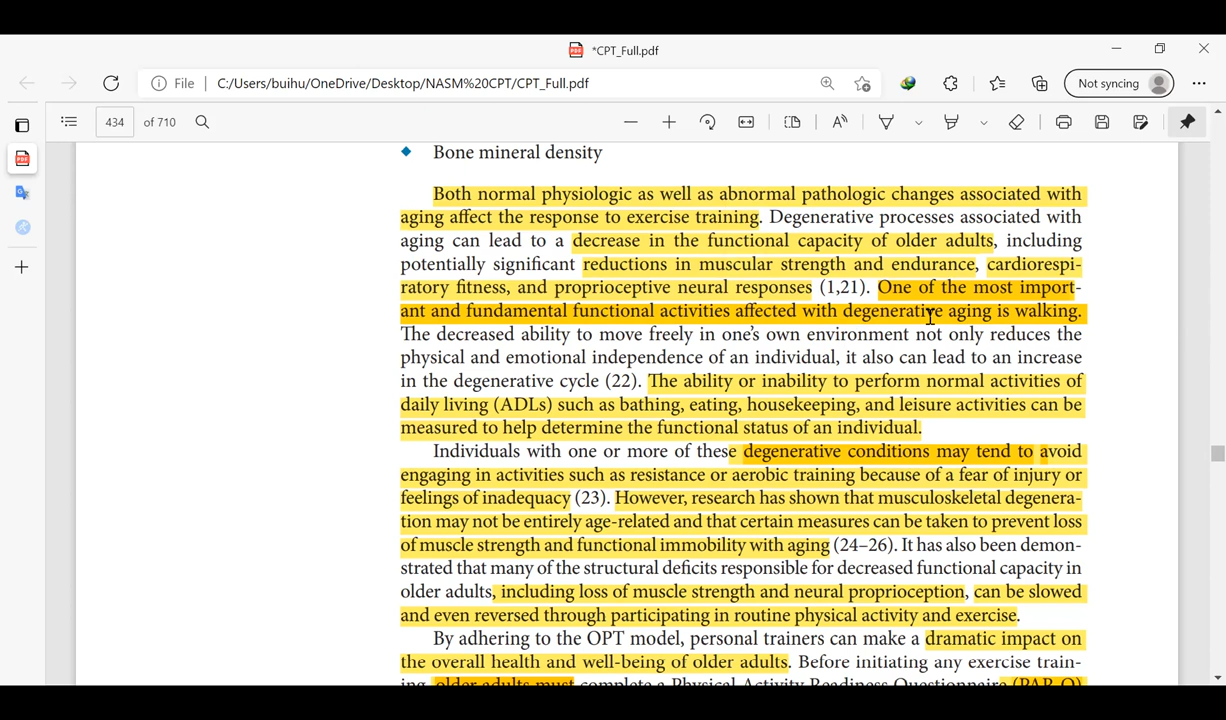 *CPT_Full.pdf
File | C:/Users/buihu/OneDrive/Desktop/NASM%20CPT/CPT_Full.pdf
Not syncing
434 of 710
Bone mineral density
Both normal physiologic as well as abnormal pathologic changes associated with
aging affect the response to exercise training. Degenerative processes associated with
aging can lead to a decrease in the functional capacity of older adults, including
potentially significant reductions in muscular strength and endurance, cardiorespi-
ratory fitness, and proprioceptive neural responses (1,21). One of the most import-
ant and fundamental functional activities affected with degenerative aging is walking.
The decreased ability to move freely in one's own environment not only reduces the
physical and emotional independence of an individual, it also can lead to an increase
in the degenerative cycle (22). The ability or inability to perform normal activities of
daily living (ADLs) such as bathing, eating, housekeeping, and leisure activities can be
measured to help determine the functional status of an individual.
Individuals with one or more of these degenerative conditions may tend to avoid
engaging in activities such as resistance or aerobic training because of a fear of injury or
feelings of inadequacy (23). However, research has shown that musculoskeletal degenera-
tion may not be entirely age-related and that certain measures can be taken to prevent loss
of muscle strength and functional immobility with aging (24–26). It has also been demon-
strated that many of the structural deficits responsible for decreased functional capacity in
older adults, including loss of muscle strength and neural proprioception, can be slowed
and even reversed through participating in routine physical activity and exercise.
By adhering to the OPT model, personal trainers can make a dramatic impact on
the overall health and well-being of older adults. Before initiating any exercise train-
ing, older adults must complete a Physical Activity Readiness Questionnaire (PAR-Q)